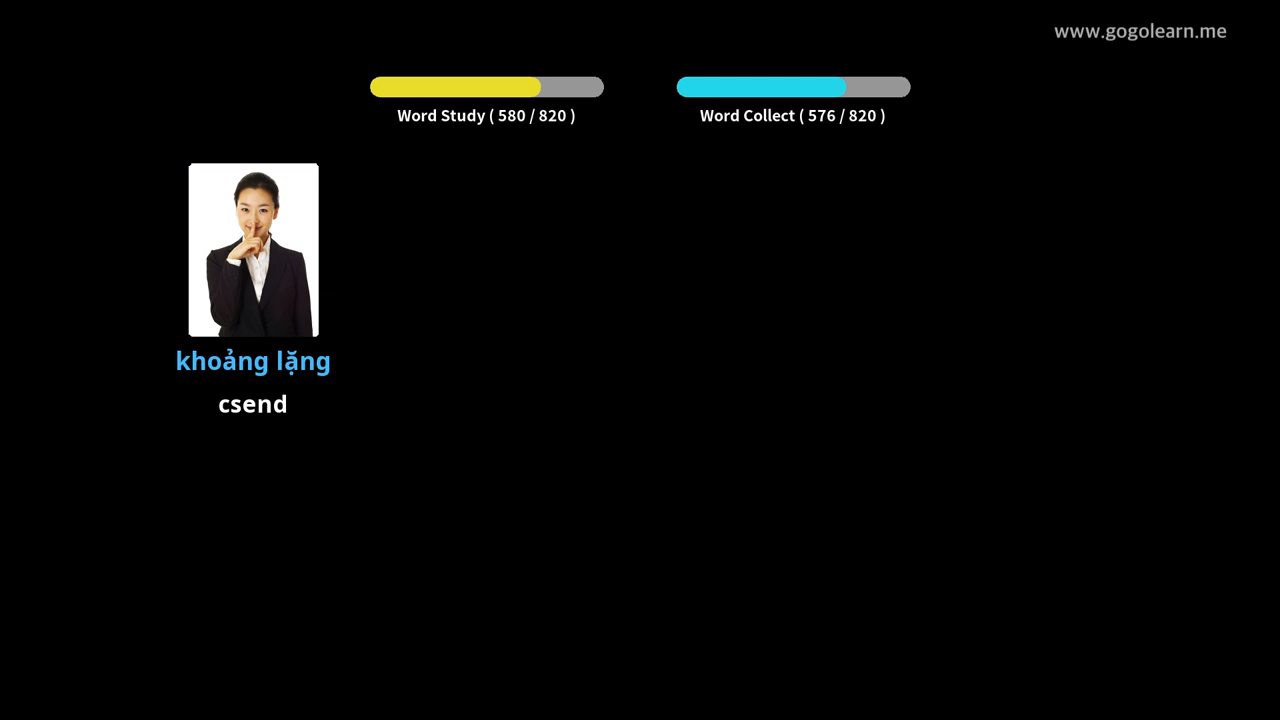 www.gogolearn.me
Word Study ( 580 / 820 )
Word Collect ( 576 / 820 )
khoảng lặng
csend